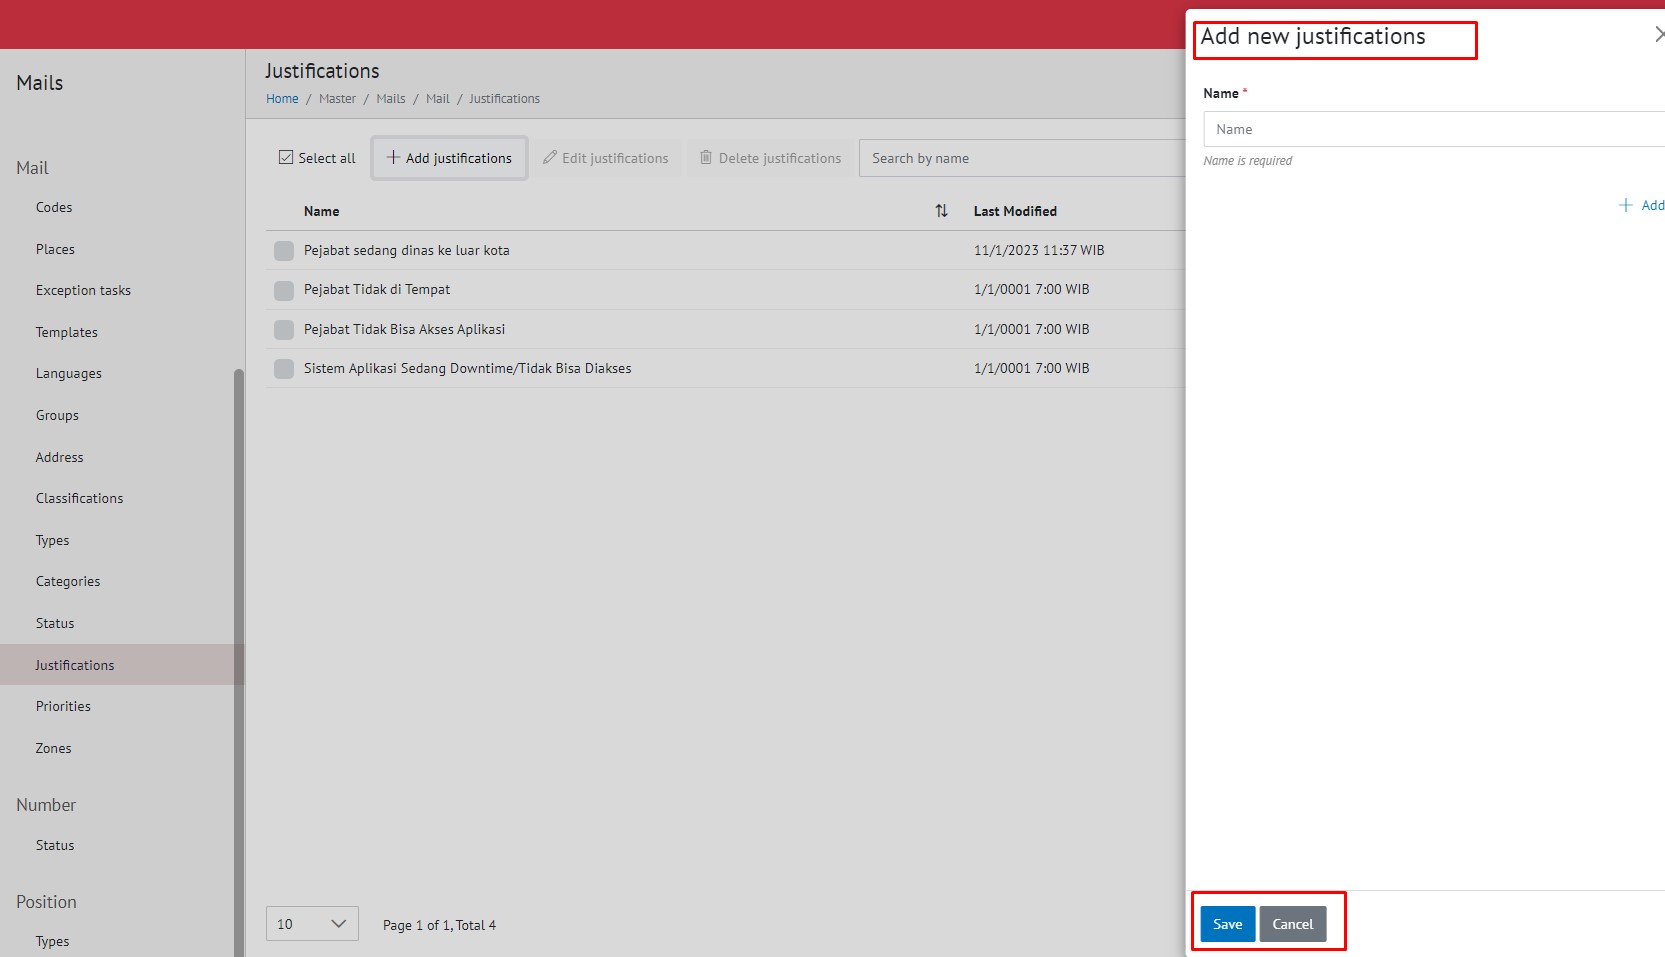 Mails
Mail
Codes
Places
Exception tasks
Templates
Languages
Groups
Address
Classifications
Types
Categories
Status
Justifications
Priorities
Zones
Number
Status
Position
Types
Justifications
Home / Master / Mails / Mail / Justifications
Select all + Add justifications Edit justifications Delete justifications Search by name
Name Last Modified
Pejabat sedang dinas ke luar kota 11/1/2023 11:37 WIB
Pejabat Tidak di Tempat 1/1/0001 7:00 WIB
Pejabat Tidak Bisa Akses Aplikasi 1/1/0001 7:00 WIB
Sistem Aplikasi Sedang Downtime/Tidak Bisa Diakses 1/1/0001 7:00 WIB
10 Page 1 of 1, Total 4
Add new justifications
Name *
Name
Name is required
+ Add
Save Cancel